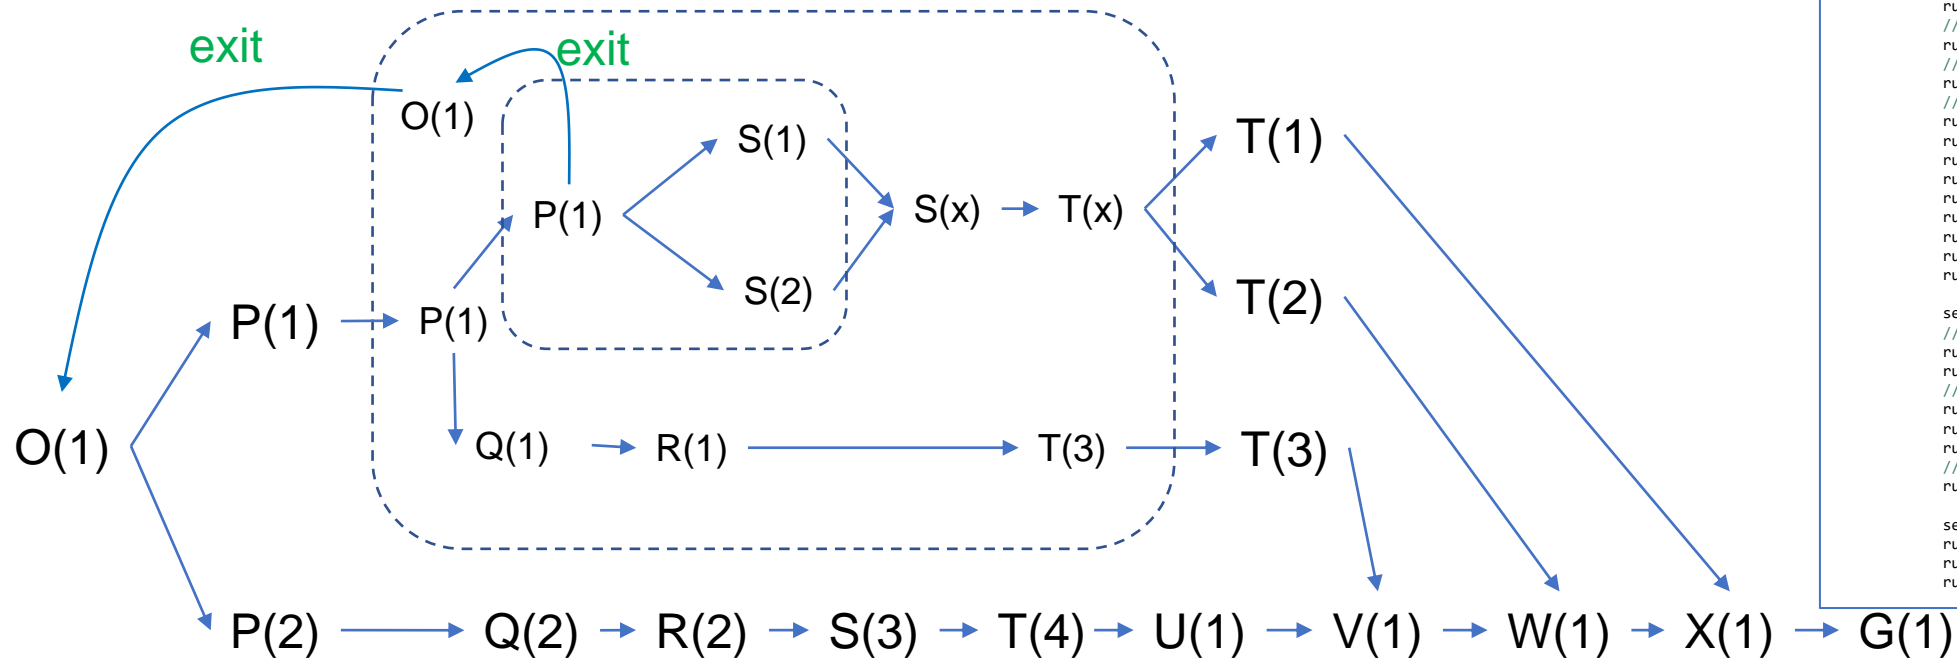 exit
exit
O(1)
S(1)
T(1)
P(1)
S(x)
T(x)
S(2)
T(2)
P(1)
P(1)
O(1)
Q(1)
R(1)
T(3)
T(3)
P(2)
Q(2)
R(2)
S(3)
T(4)
U(1)
V(1)
W(1)
X(1)
G(1)
//
//
//
//
//
//